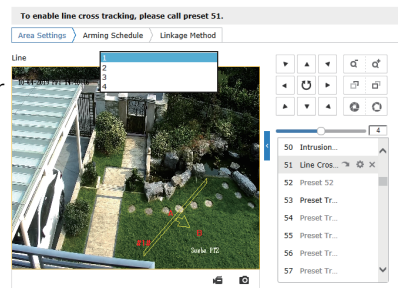 To enable line cross tracking, please call preset 51.
Area Settings
Arming Schedule
Linkage Method
Line
1
2
3
4
4
50 Intrusion...
51 Line Cros...
52 Preset 52
53 Preset Tr...
54 Preset Tr...
55 Preset Tr...
56 Preset Tr...
57 Preset Tr...